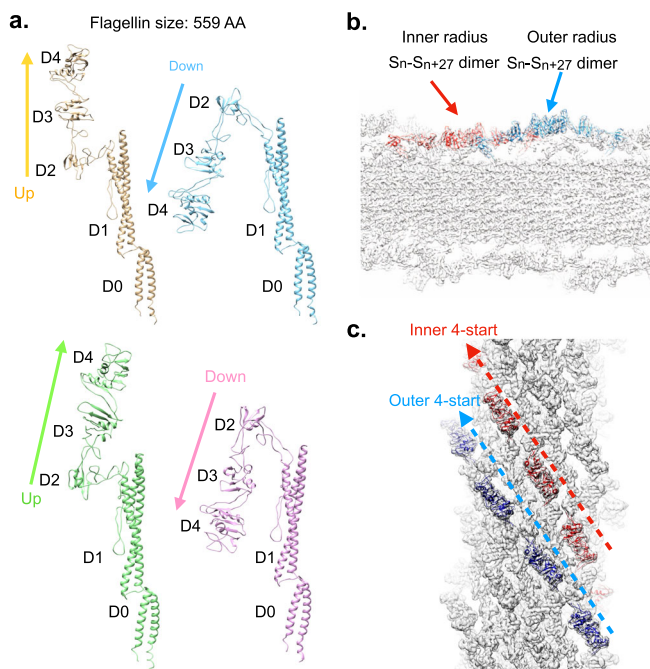 a.
Flagellin size: 559 AA
D4
D3
D2
Up
D1
D0
Down
D2
D3
D4
D1
D0
D4
D3
D2
Up
D1
D0
Down
D2
D3
D4
D1
D0
b.
Inner radius
Sn-Sn+27 dimer
Outer radius
Sn-Sn+27 dimer
c.
Inner 4-start
Outer 4-start